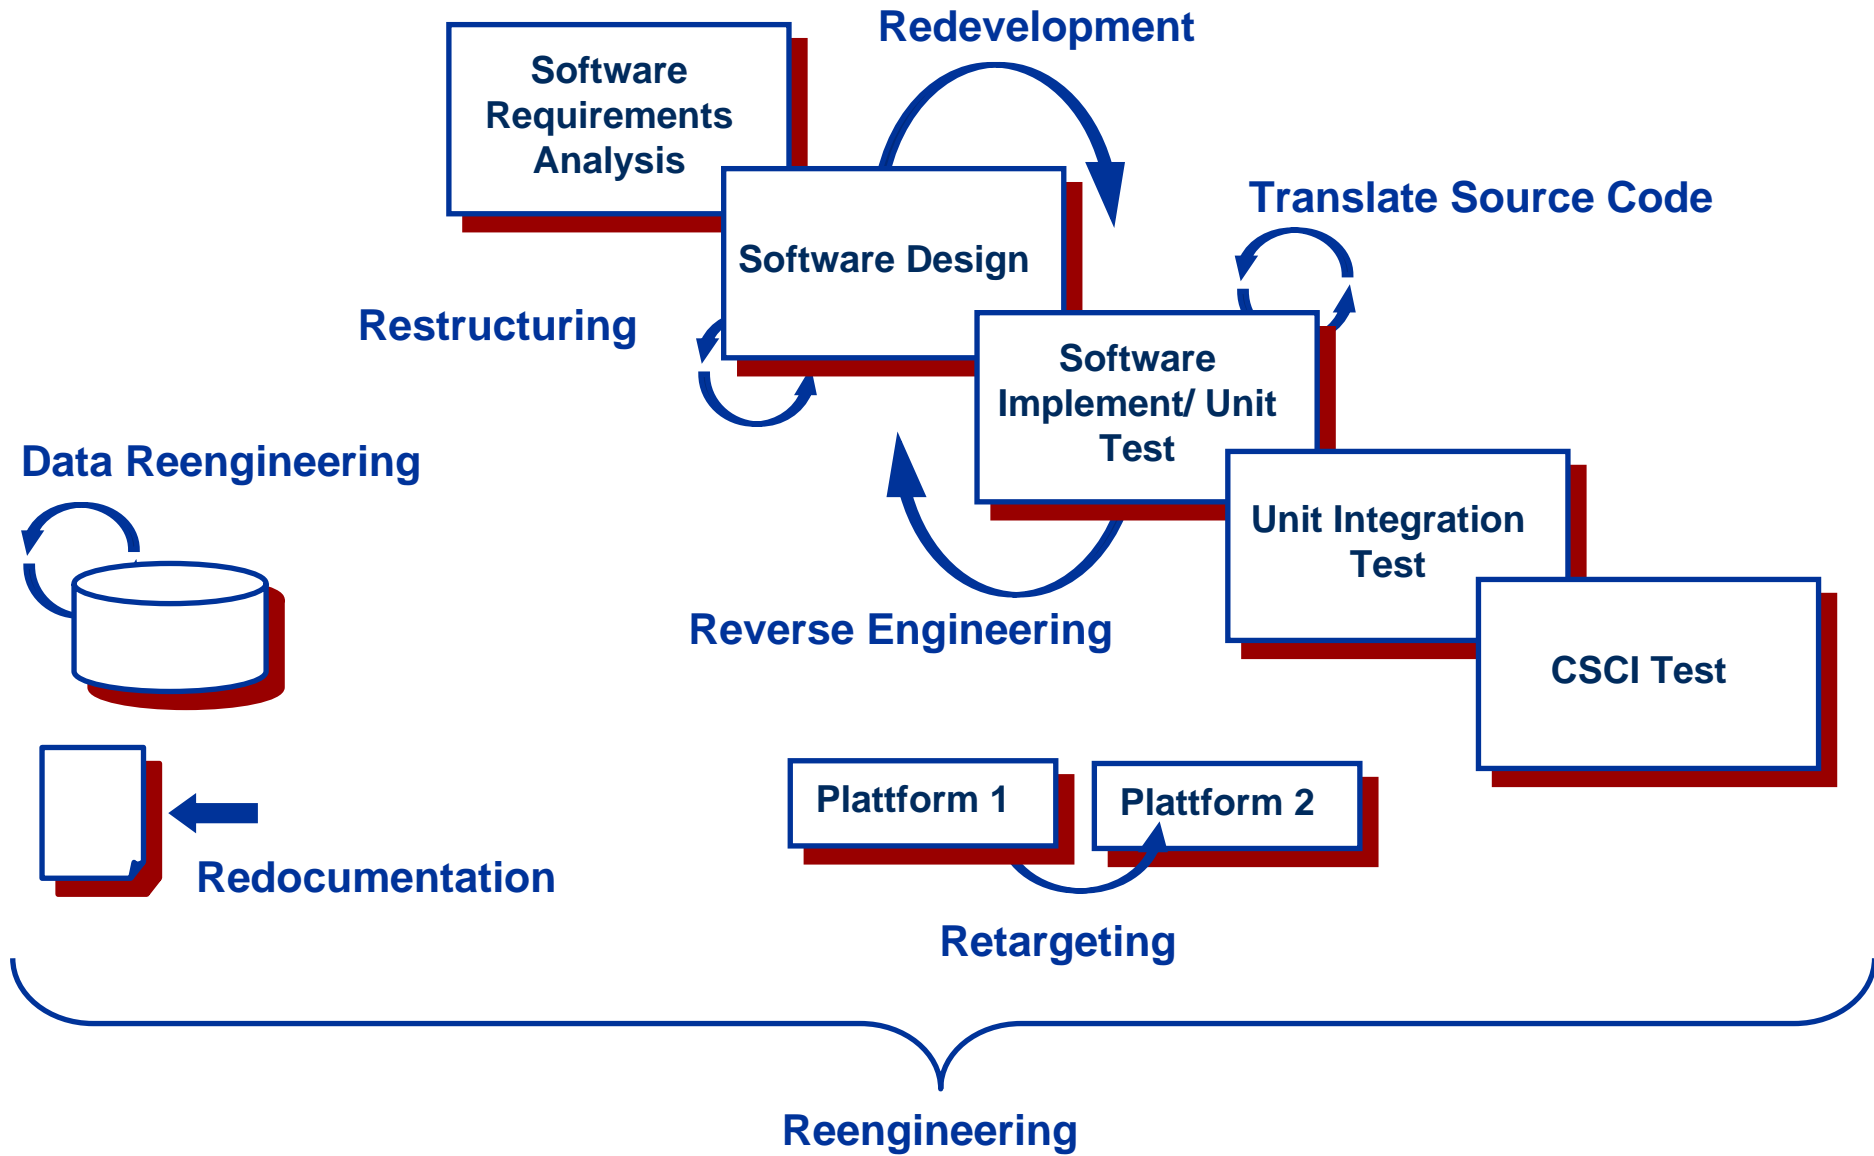 Redevelopment
Software
Requirements
Analysis
Translate Source Code
Software Design
Restructuring
Software
Implement/ Unit
Test
Data Reengineering
Unit Integration
Test
Reverse Engineering
CSCI Test
Plattform 1
Plattform 2
Redocumentation
Retargeting
Reengineering